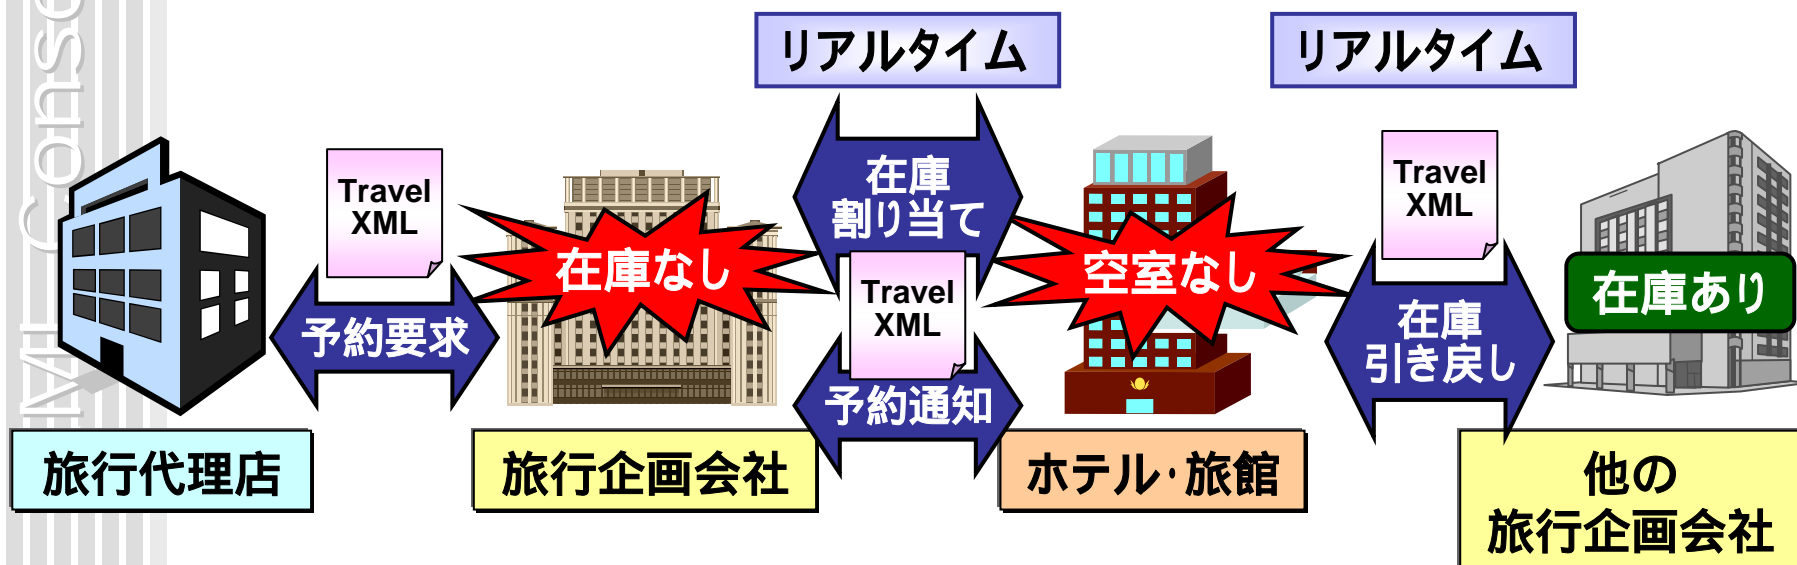 リアルタイム
リアルタイム
Travel
XML
予約要求
在庫なし
在庫
割り当て
Travel
XML
予約通知
空室なし
Travel
XML
在庫
引き戻し
在庫あり
旅行代理店
旅行企画会社
ホテル・旅館
他の
旅行企画会社